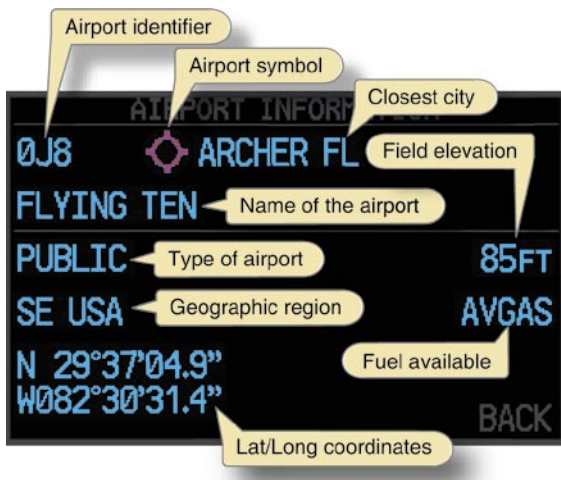 Airport identifier
Airport symbol
Closest city
AIRPORT INFORMATION
0J8
ARCHER FL
Field elevation
FLYING TEN
Name of the airport
PUBLIC
Type of airport
85FT
SE USA
Geographic region
AVGAS
Fuel available
N 29°37'04.9"
W082°30'31.4"
BACK
Lat/Long coordinates